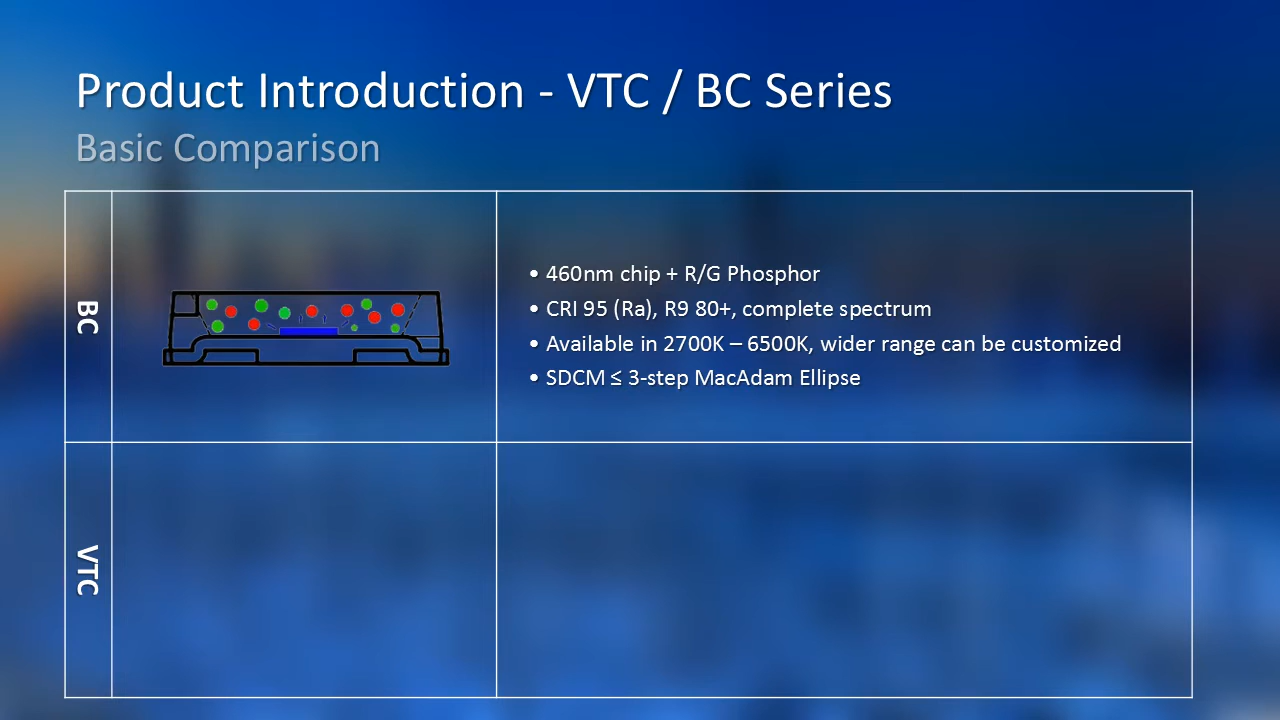 Product Introduction - VTC / BC Series
Basic Comparison
BC
• 460nm chip + R/G Phosphor
• CRI 95 (Ra), R9 80+, complete spectrum
• Available in 2700K – 6500K, wider range can be customized
• SDCM ≤ 3-step MacAdam Ellipse
VTC